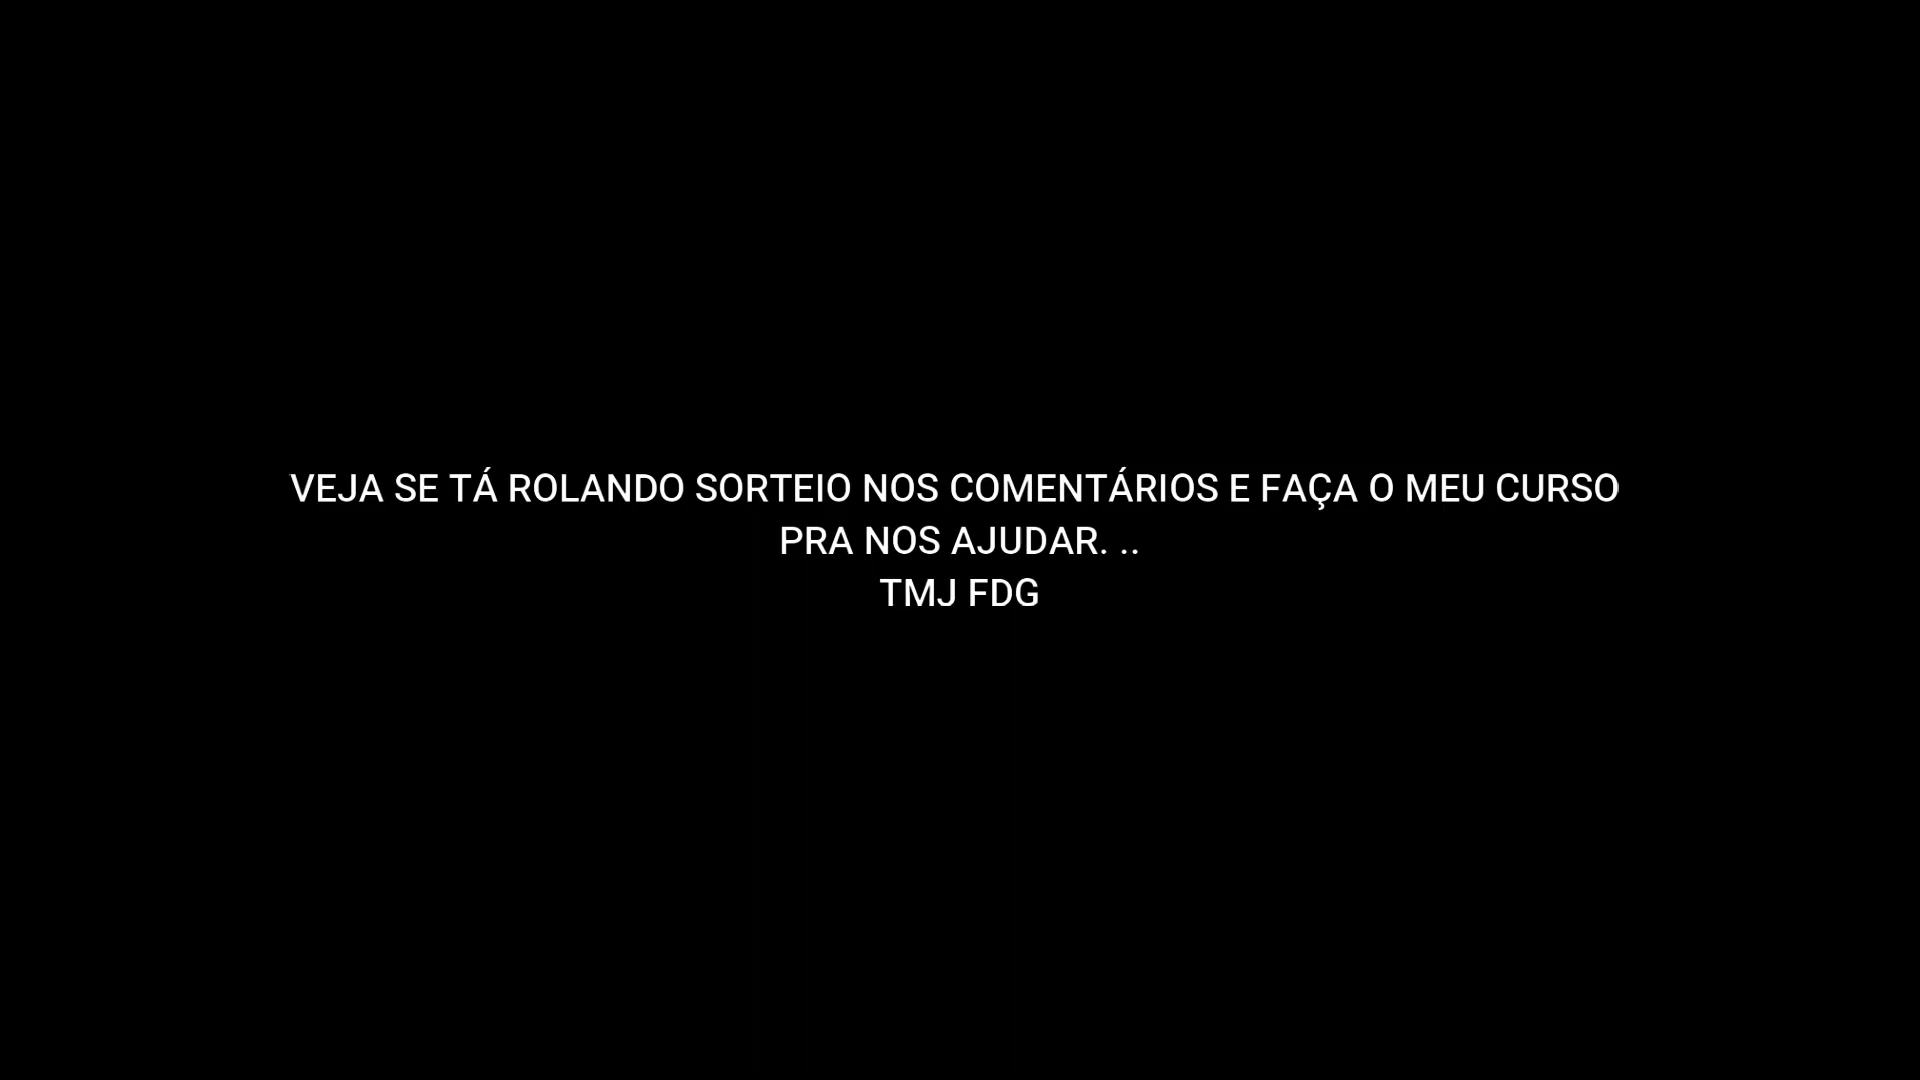 VEJA SE TÁ ROLANDO SORTEIO NOS COMENTÁRIOS E FAÇA O MEU CURSO
PRA NOS AJUDAR. ..
TMJ FDG